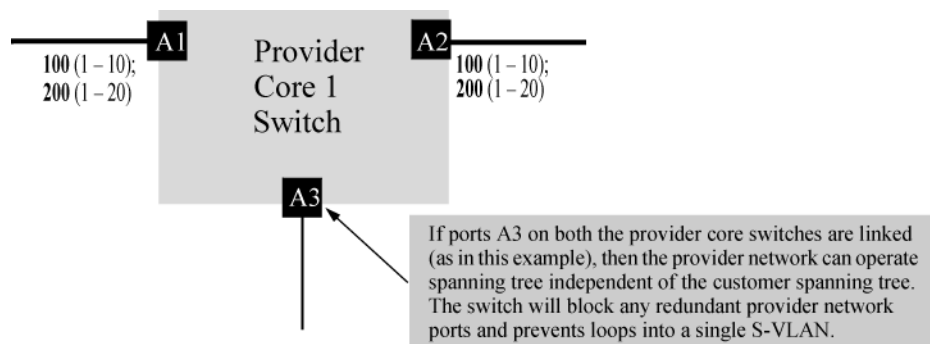 A1
Provider
Core 1
Switch
A2
100 (1 – 10);
200 (1 – 20)
100 (1 – 10);
200 (1 – 20)
A3
If ports A3 on both the provider core switches are linked
(as in this example), then the provider network can operate
spanning tree independent of the customer spanning tree.
The switch will block any redundant provider network
ports and prevents loops into a single S-VLAN.